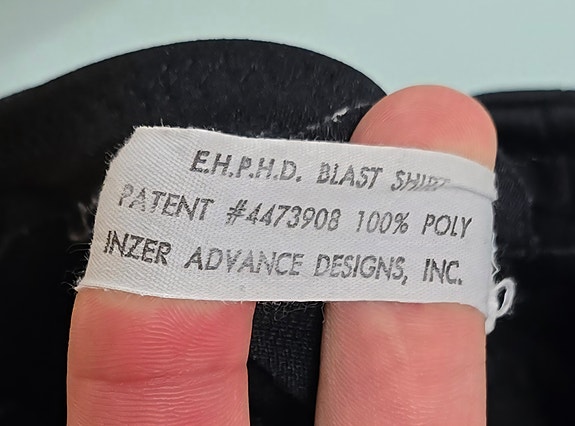 E.H.P.H.D. BLAST SHIRT
PATENT #4473908 100% POLY
INZER ADVANCE DESIGNS, INC.